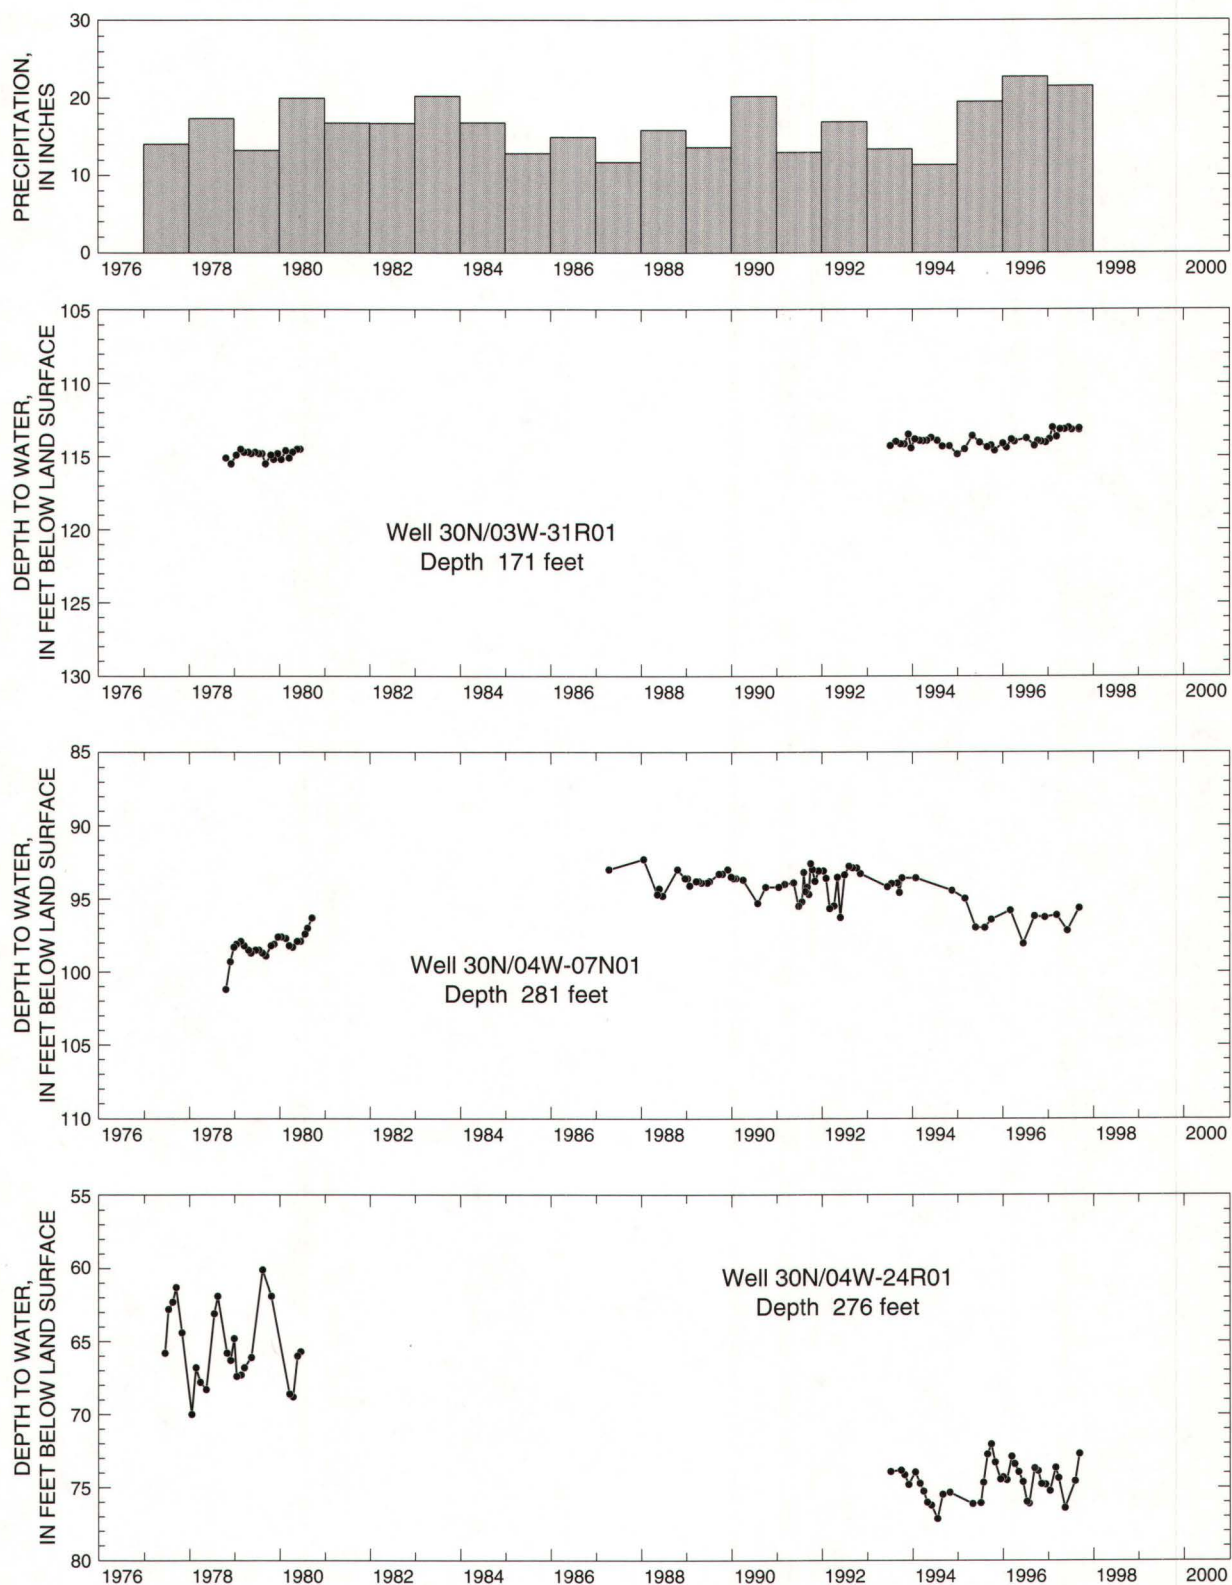 PRECIPITATION,
IN INCHES
30
20
10
0
1976 1978 1980 1982 1984 1986 1988 1990 1992 1994 1996 1998 2000
DEPTH TO WATER,
IN FEET BELOW LAND SURFACE
105
110
115
120
125
130
Well 30N/03W-31R01
Depth 171 feet
1976 1978 1980 1982 1984 1986 1988 1990 1992 1994 1996 1998 2000
DEPTH TO WATER,
IN FEET BELOW LAND SURFACE
85
90
95
100
105
110
Well 30N/04W-07N01
Depth 281 feet
1976 1978 1980 1982 1984 1986 1988 1990 1992 1994 1996 1998 2000
DEPTH TO WATER,
IN FEET BELOW LAND SURFACE
55
60
65
70
75
80
Well 30N/04W-24R01
Depth 276 feet
1976 1978 1980 1982 1984 1986 1988 1990 1992 1994 1996 1998 2000